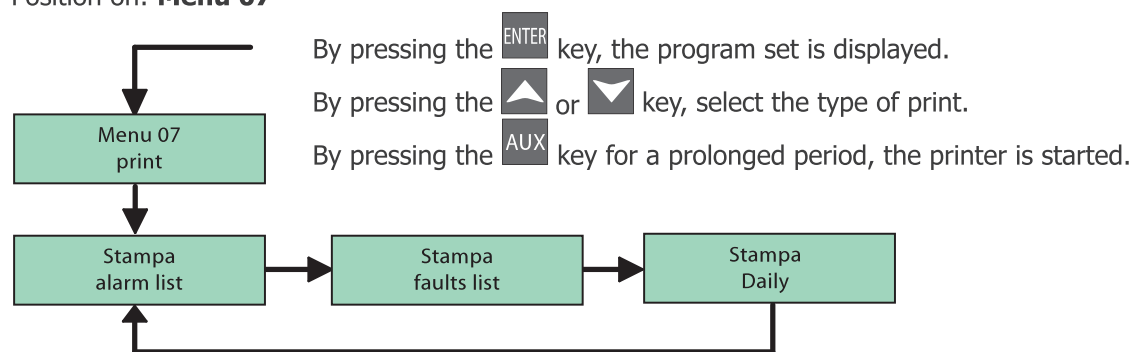 Position on: Menu 07
By pressing the ENTER key, the program set is displayed.
By pressing the or key, select the type of print.
By pressing the AUX key for a prolonged period, the printer is started.
Menu 07
print
Stampa
alarm list
Stampa
faults list
Stampa
Daily